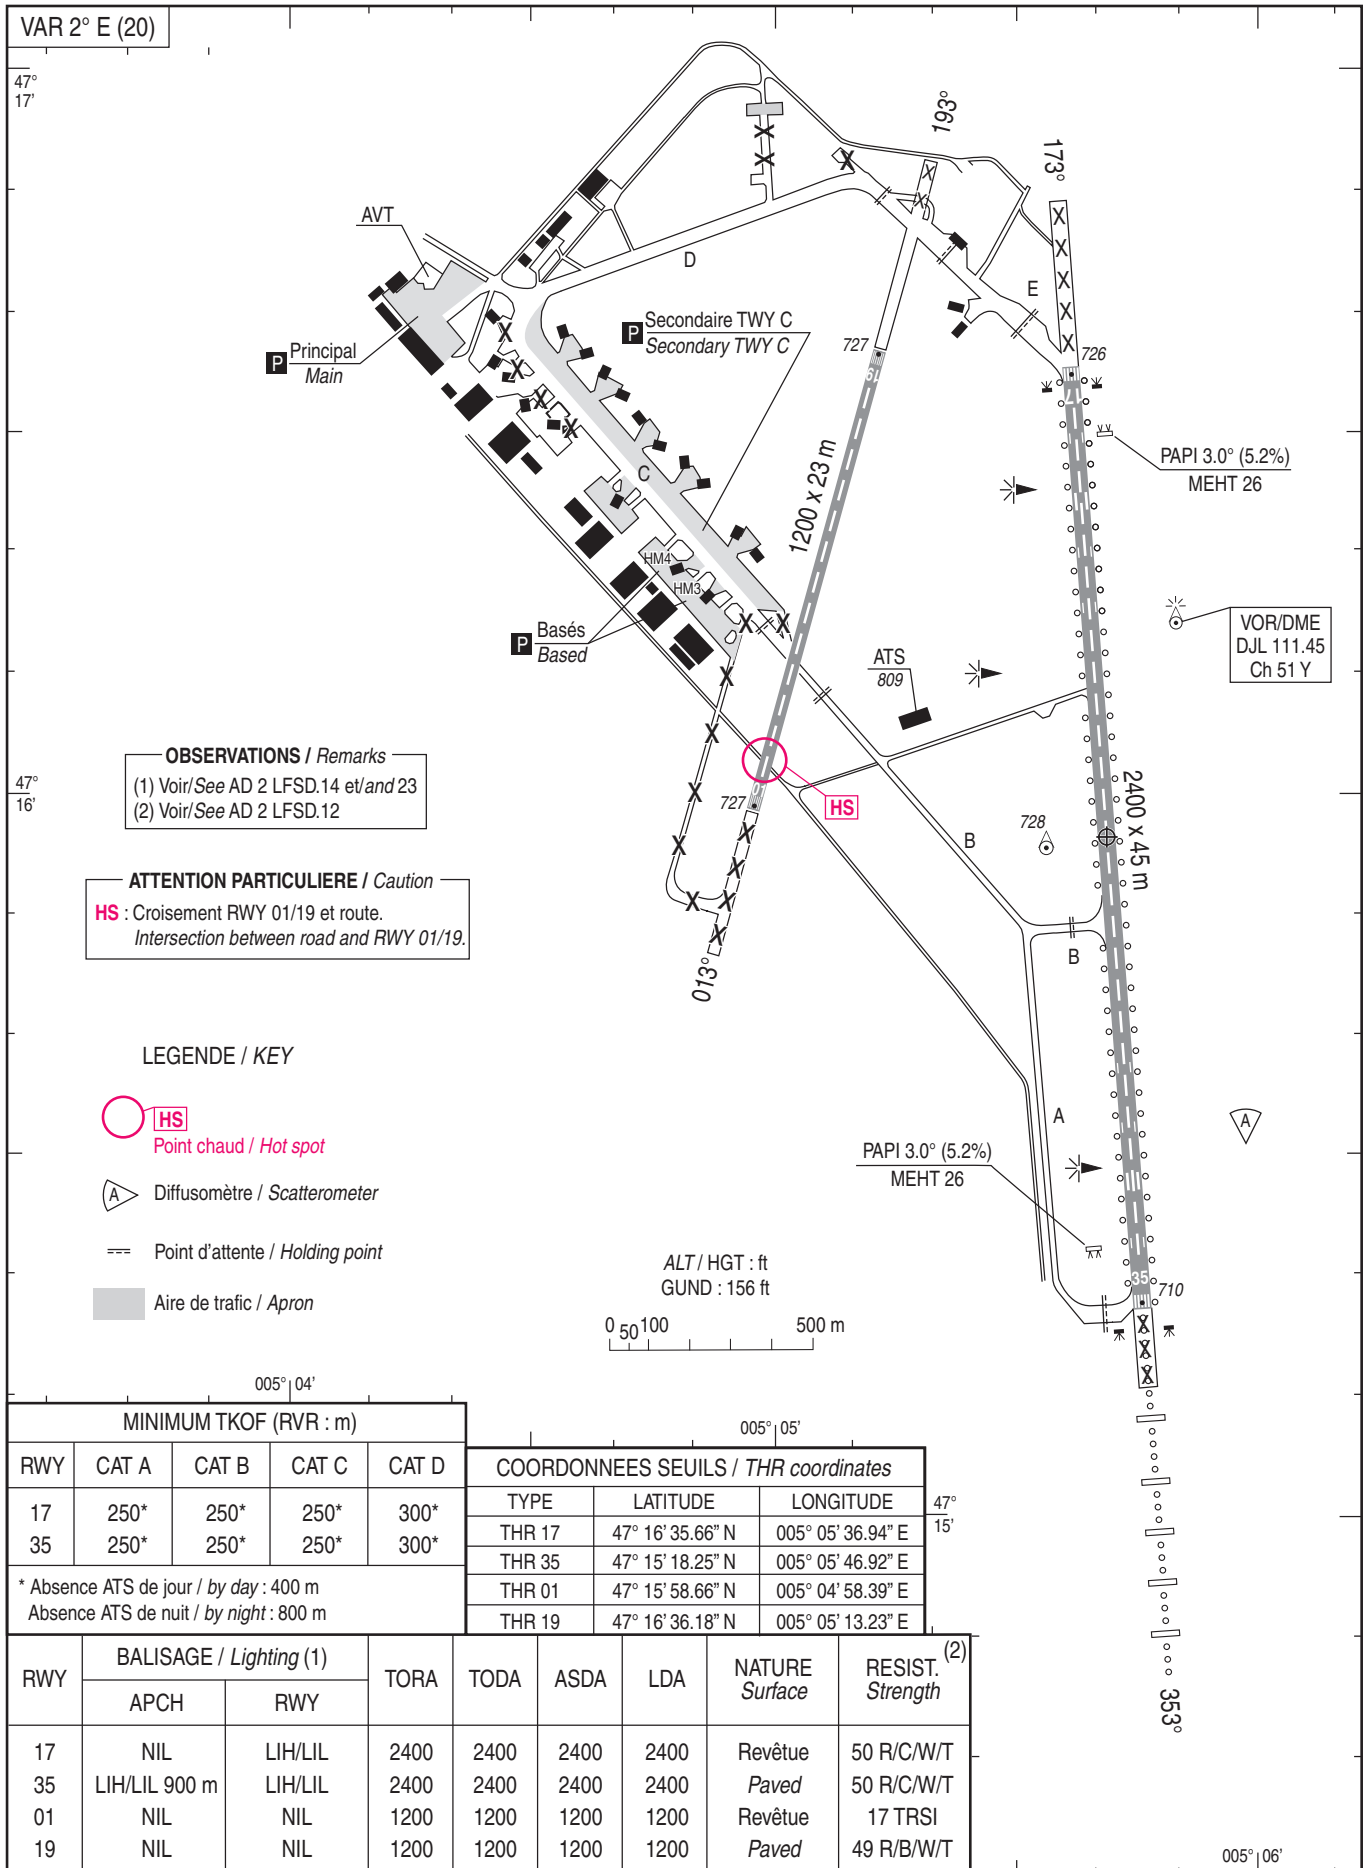 VAR 2° E (20)
47°
17'
193°
173°
AVT
D
E
P Secondaire TWY C
Secondary TWY C
727
726
19
17
P Principal
Main
PAPI 3.0° (5.2%)
MEHT 26
C
1200 x 23 m
HM4
HM3
P Basés
Based
VOR/DME
DJL 111.45
Ch 51 Y
ATS
809
OBSERVATIONS / Remarks
(1) Voir/See AD 2 LFSD.14 et/and 23
(2) Voir/See AD 2 LFSD.12
47°
16'
727
HS
728
B
2400 x 45 m
ATTENTION PARTICULIERE / Caution
HS : Croisement RWY 01/19 et route.
Intersection between road and RWY 01/19.
013°
B
LEGENDE / KEY
HS
Point chaud / Hot spot
A
A
PAPI 3.0° (5.2%)
MEHT 26
A Diffusomètre / Scatterometer
Point d'attente / Holding point
Aire de trafic / Apron
ALT / HGT : ft
GUND : 156 ft
0 50 100 500 m
35
710
005° 04'
005° 05'
MINIMUM TKOF (RVR : m)
RWY CAT A CAT B CAT C CAT D
17 250* 250* 250* 300*
35 250* 250* 250* 300*
* Absence ATS de jour / by day : 400 m
Absence ATS de nuit / by night : 800 m
COORDONNEES SEUILS / THR coordinates
TYPE LATITUDE LONGITUDE
THR 17 47° 16' 35.66" N 005° 05' 36.94" E
THR 35 47° 15' 18.25" N 005° 05' 46.92" E
THR 01 47° 15' 58.66" N 005° 04' 58.39" E
THR 19 47° 16' 36.18" N 005° 05' 13.23" E
47°
15'
353°
RWY BALISAGE / Lighting (1) TORA TODA ASDA LDA NATURE Surface RESIST. Strength (2)
APCH RWY
17 NIL LIH/LIL 2400 2400 2400 2400 Revêtue 50 R/C/W/T
35 LIH/LIL 900 m LIH/LIL 2400 2400 2400 2400 Paved 50 R/C/W/T
01 NIL NIL 1200 1200 1200 1200 Revêtue 17 TRSI
19 NIL NIL 1200 1200 1200 1200 Paved 49 R/B/W/T
005° 06'